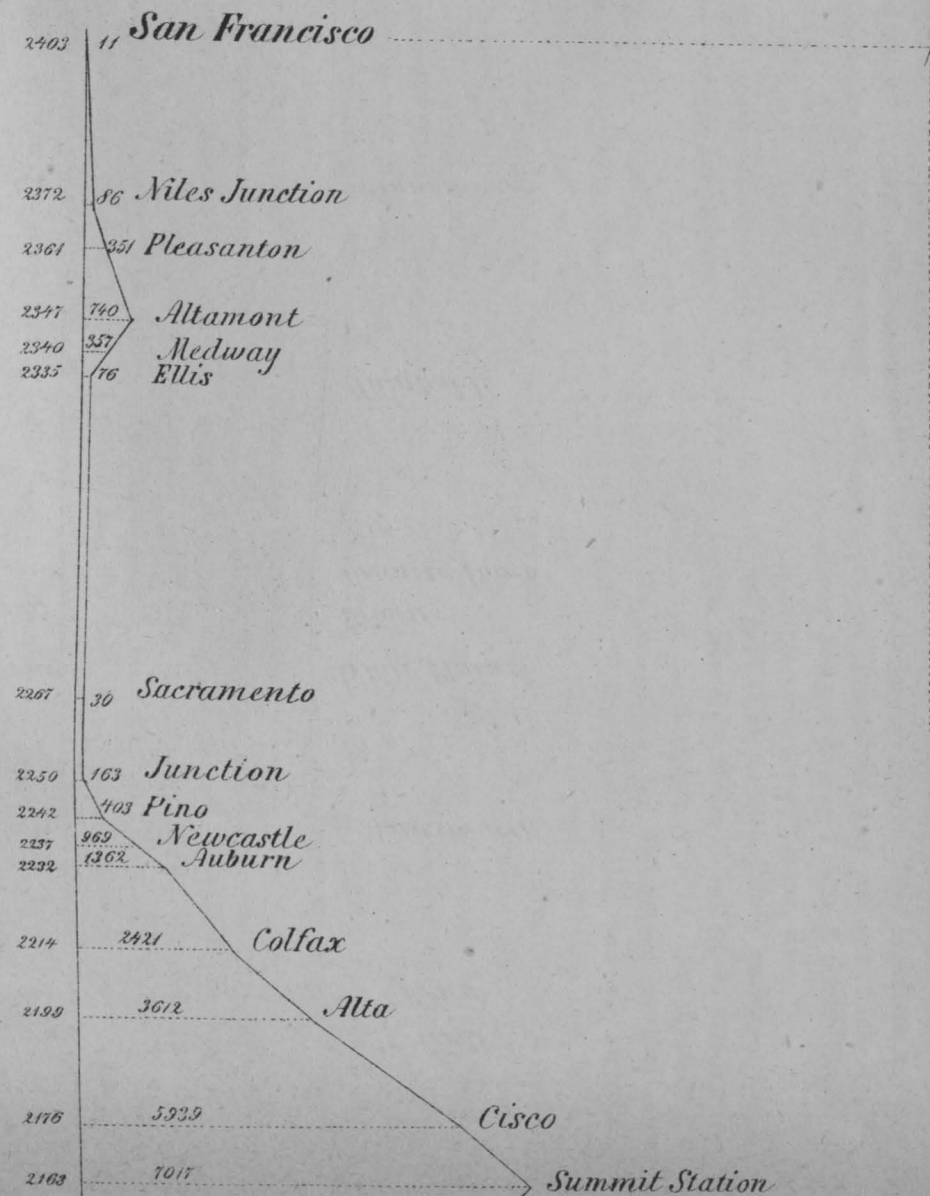 2403 11 San Francisco
2372 86 Niles Junction
2361 351 Pleasanton
2347 740 Altamont
2340 357 Medway
2335 76 Ellis
2267 30 Sacramento
2250 163 Junction
2242 403 Pino
2237 969 Newcastle
2232 1362 Auburn
2214 2421 Colfax
2199 3612 Alta
2176 5939 Cisco
2163 7017 Summit Station